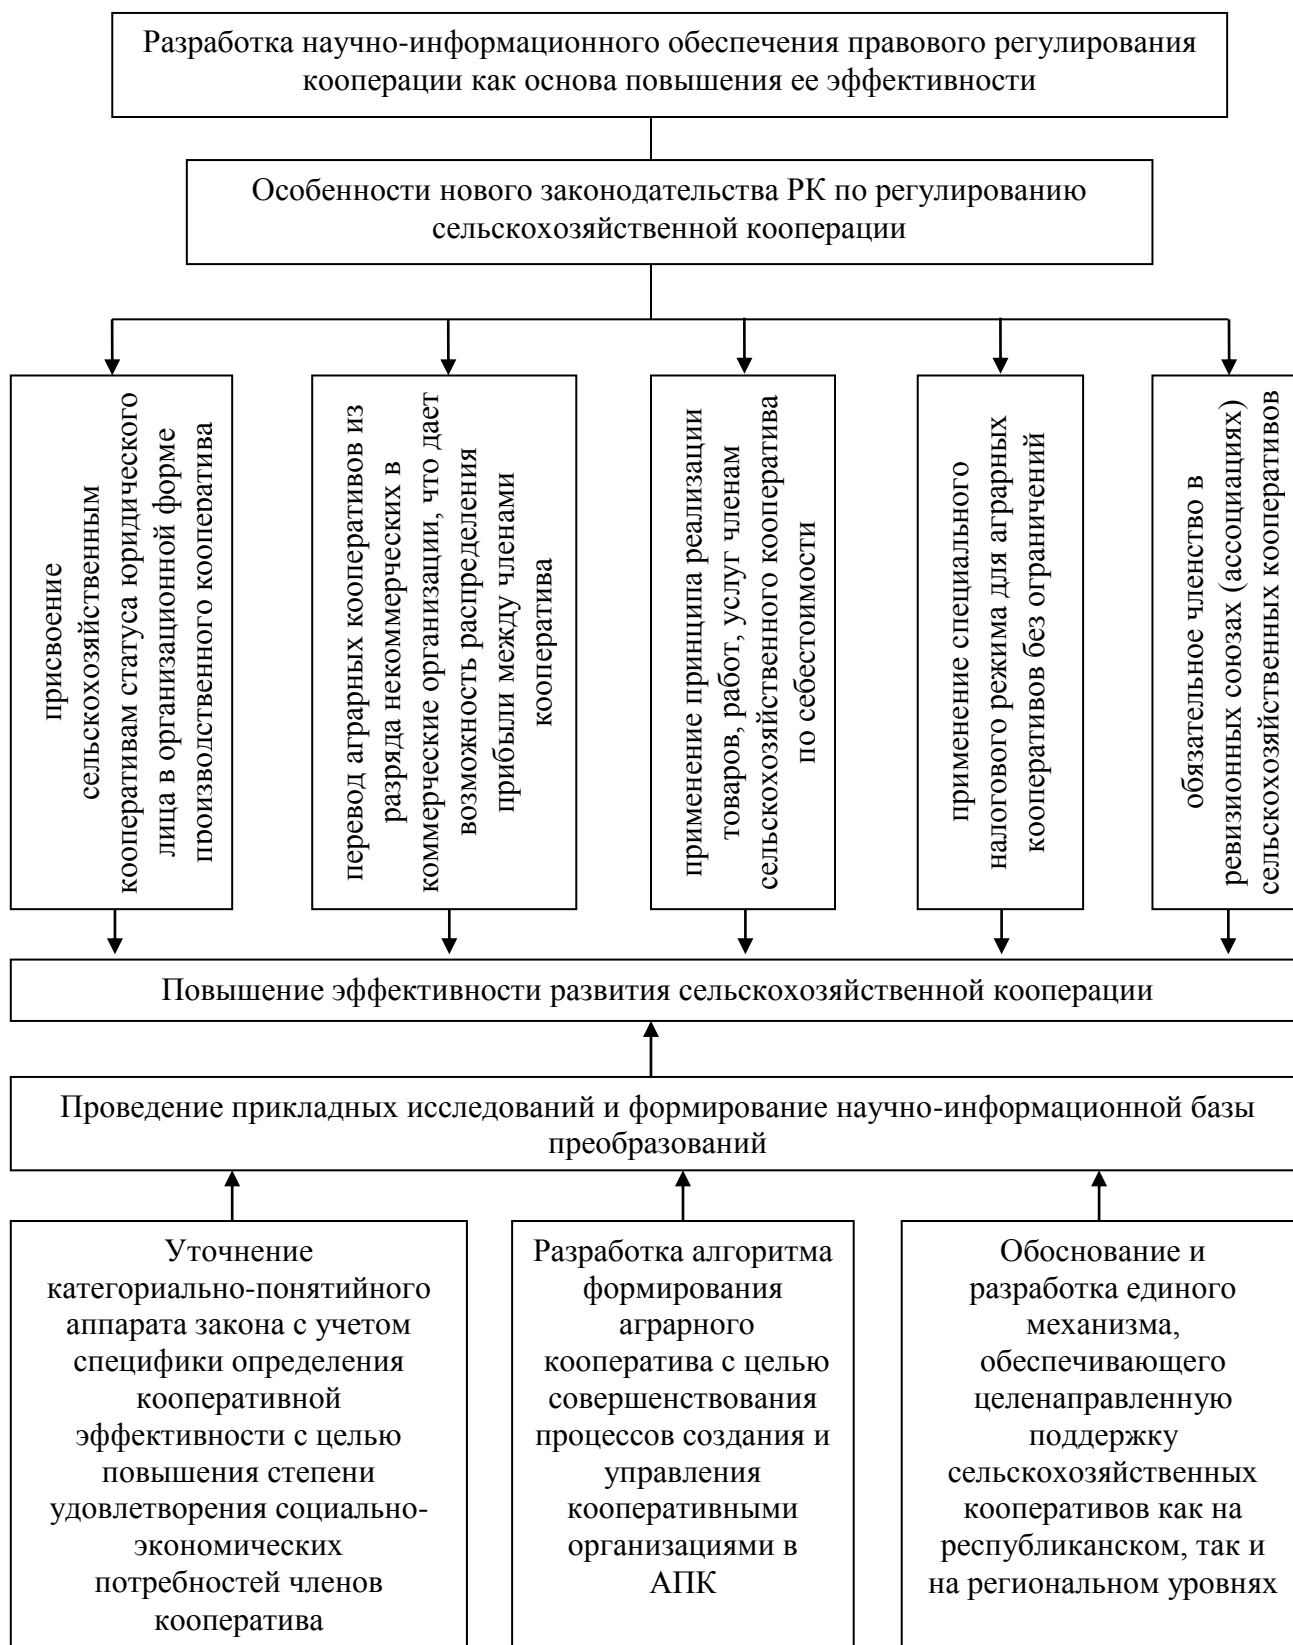 Разработка научно-информационного обеспечения правового регулирования
кооперации как основа повышения ее эффективности
Особенности нового законодательства РК по регулированию
сельскохозяйственной кооперации
присвоение
сельскохозяйственным
кооперативам статуса юридического
лица в организационной форме
производственного кооператива
перевод аграрных кооперативов из
разряда некоммерческих в
коммерческие организации, что дает
возможность распределения
прибыли между членами
кооператива
применение принципа реализации
товаров, работ, услуг членам
сельскохозяйственного кооператива
по себестоимости
применение специального
налогового режима для аграрных
кооперативов без ограничений
обязательное членство в
ревизионных союзах (ассоциациях)
сельскохозяйственных кооперативов
Повышение эффективности развития сельскохозяйственной кооперации
Проведение прикладных исследований и формирование научно-информационной базы
преобразований
Уточнение
категориально-понятийного
аппарата закона с учетом
специфики определения
кооперативной
эффективности с целью
повышения степени
удовлетворения социально-
экономических
потребностей членов
кооператива
Разработка алгоритма
формирования
аграрного
кооператива с целью
совершенствования
процессов создания и
управления
кооперативными
организациями в
АПК
Обоснование и
разработка единого
механизма,
обеспечивающего
целенаправленную
поддержку
сельскохозяйственных
кооперативов как на
республиканском, так и
на региональном уровнях